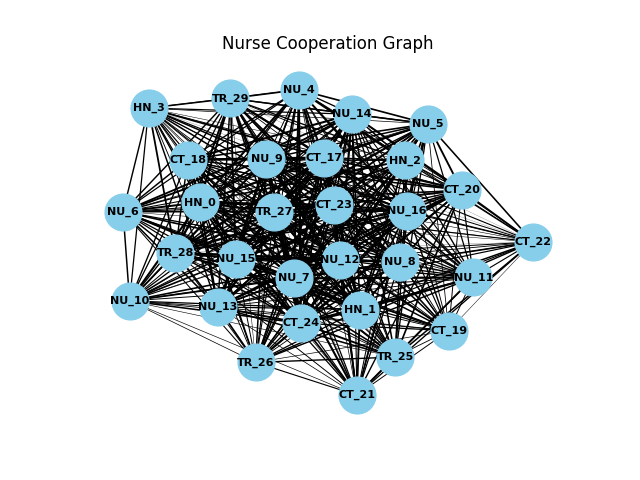 Nurse Cooperation Graph
NU_4
TR_29
HN_3
NU_14
NU_5
CT_17
NU_9
CT_18
HN_2
CT_20
HN_0
CT_23
NU_6
TR_27
NU_16
CT_22
TR_28
NU_15
NU_12
NU_8
NU_7
NU_11
NU_10
NU_13
HN_1
CT_24
CT_19
TR_25
TR_26
CT_21